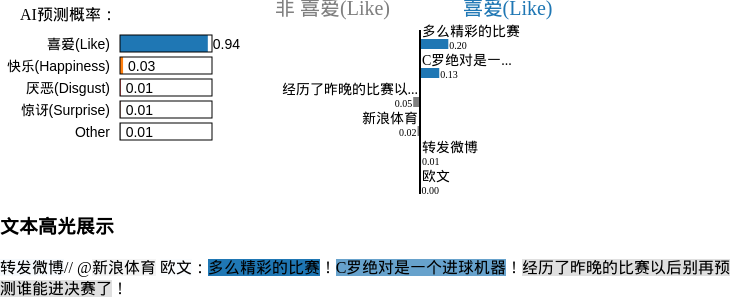 AI预测概率：
喜爱(Like) 0.94
快乐(Happiness) 0.03
厌恶(Disgust) 0.01
惊讶(Surprise) 0.01
Other 0.01
非 喜爱(Like) 喜爱(Like)
多么精彩的比赛
0.20
C罗绝对是一...
0.13
经历了昨晚的比赛以...
0.05
新浪体育
0.02
转发微博
0.01
欧文
0.00
文本高光展示
转发微博// @新浪体育 欧文：多么精彩的比赛！C罗绝对是一个进球机器！经历了昨晚的比赛以后别再预
测谁能进决赛了！